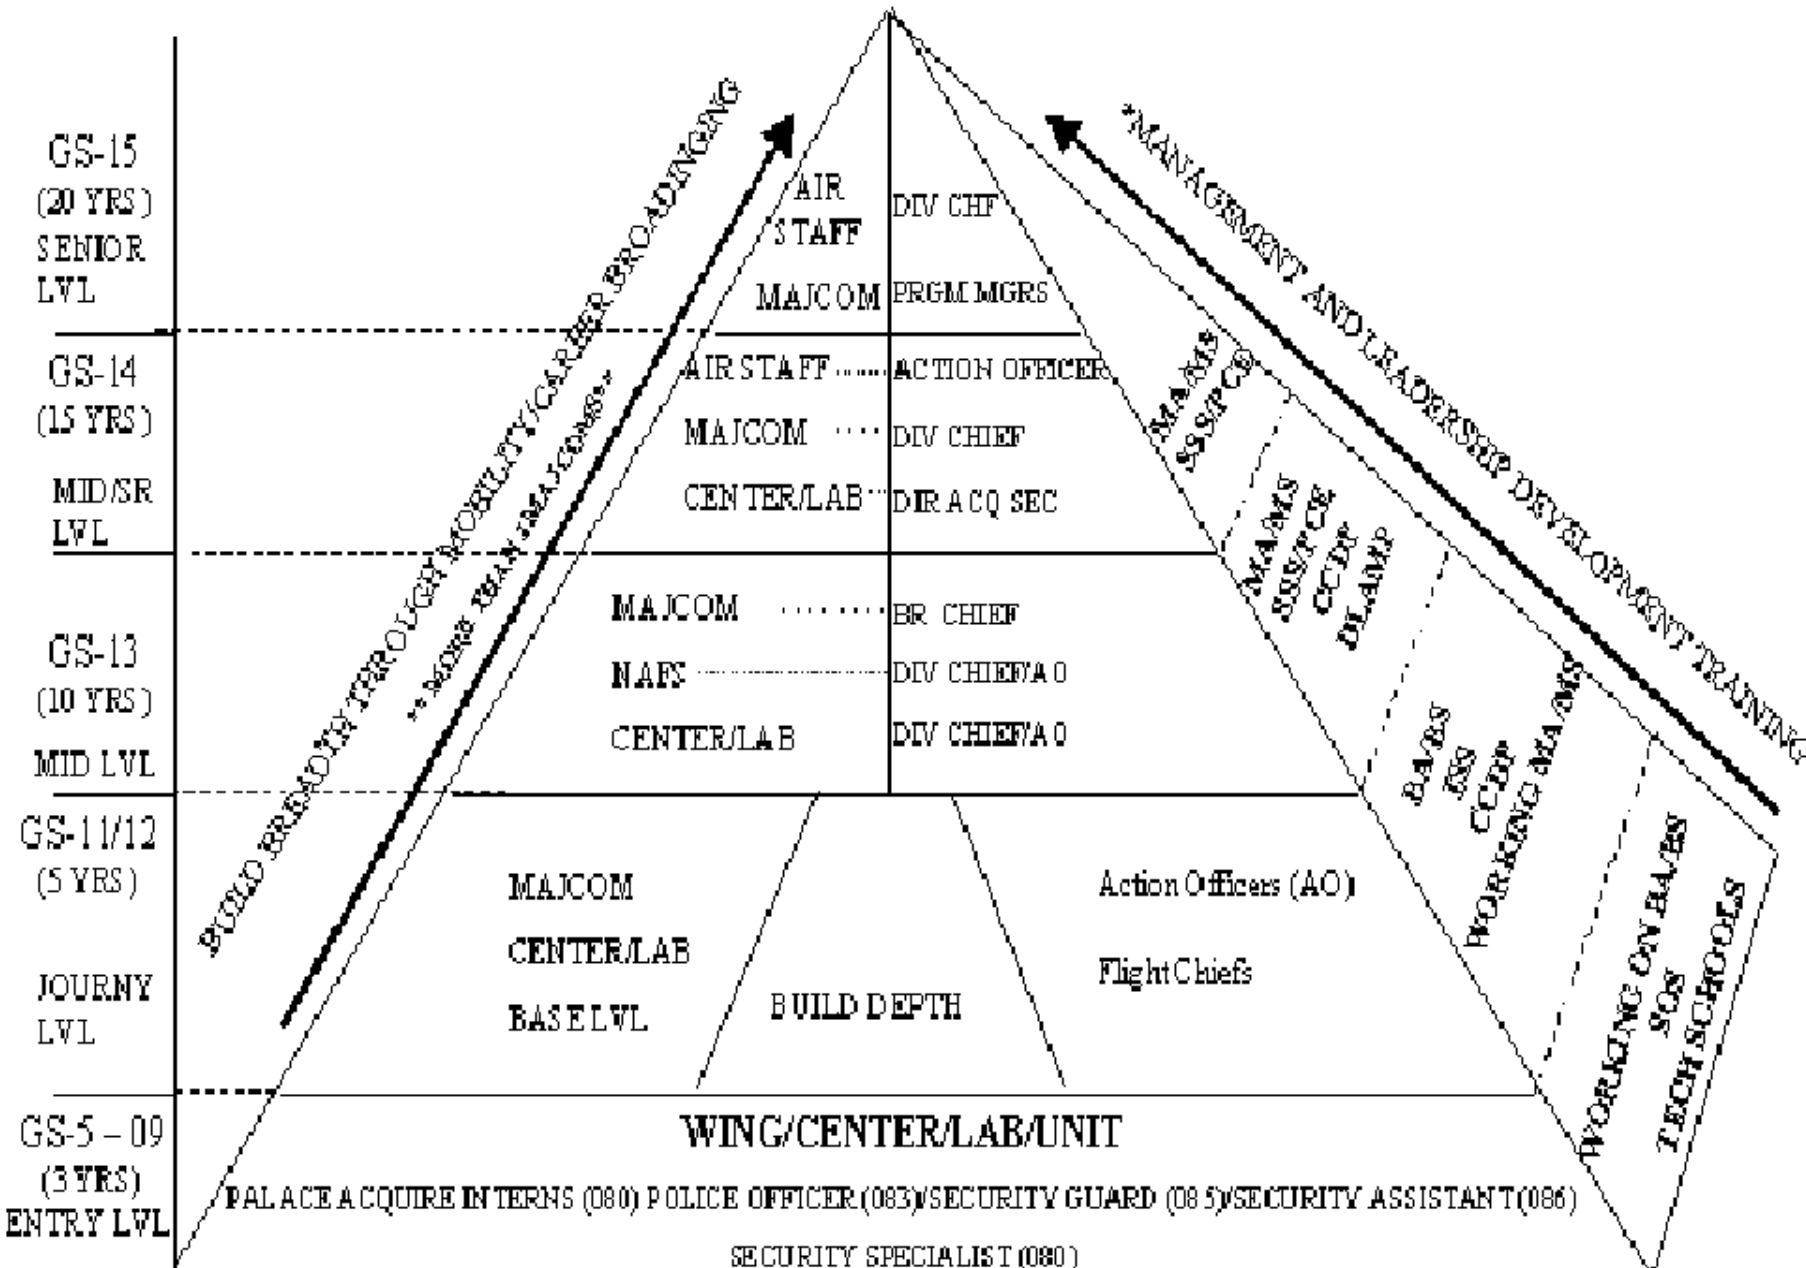 GS-15
(20 YRS)
SENIOR
LVL
GS-14
(15 YRS)
MID/SR
LVL
GS-13
(10 YRS)
MID LVL
GS-11/12
(5 YRS)
JOURNY
LVL
GS-5 – 09
(3 YRS)
ENTRY LVL
BUILD BREADTH THROUGH MOBILITY/CAREER BROADINGING
**MORE THAN 1MAJCOMS**
AIR
STAFF
DIV CHF
MAJCOM
PRGM MGRS
AIR STAFF ...... ACTION OFFICER
MAJCOM .... DIV CHIEF
CENTER/LAB ... DIR ACQ SEC
MAJCOM ........ BR CHIEF
NAFS ........ DIV CHIEF/AO
CENTER/LAB DIV CHIEF/AO
MAJCOM
CENTER/LAB
BASE LVL
BUILD DEPTH
Action Officers (AO)
Flight Chiefs
WING/CENTER/LAB/UNIT
PALACE ACQUIRE INTERNS (080) POLICE OFFICER (083)/SECURITY GUARD (085)/SECURITY ASSISTANT (086)
SECURITY SPECIALIST (080)
*MANAGEMENT AND LEADERSHIP DEVELOPMENT TRAINING
MA/MS*
SSS/PCE
MA/MS
SSS/PCE
CCDP
DLAMP
BA/BS
ISS
CCDP
WORKING MA/MS
WORKING ON BA/BS
SOS
TECH SCHOOLS